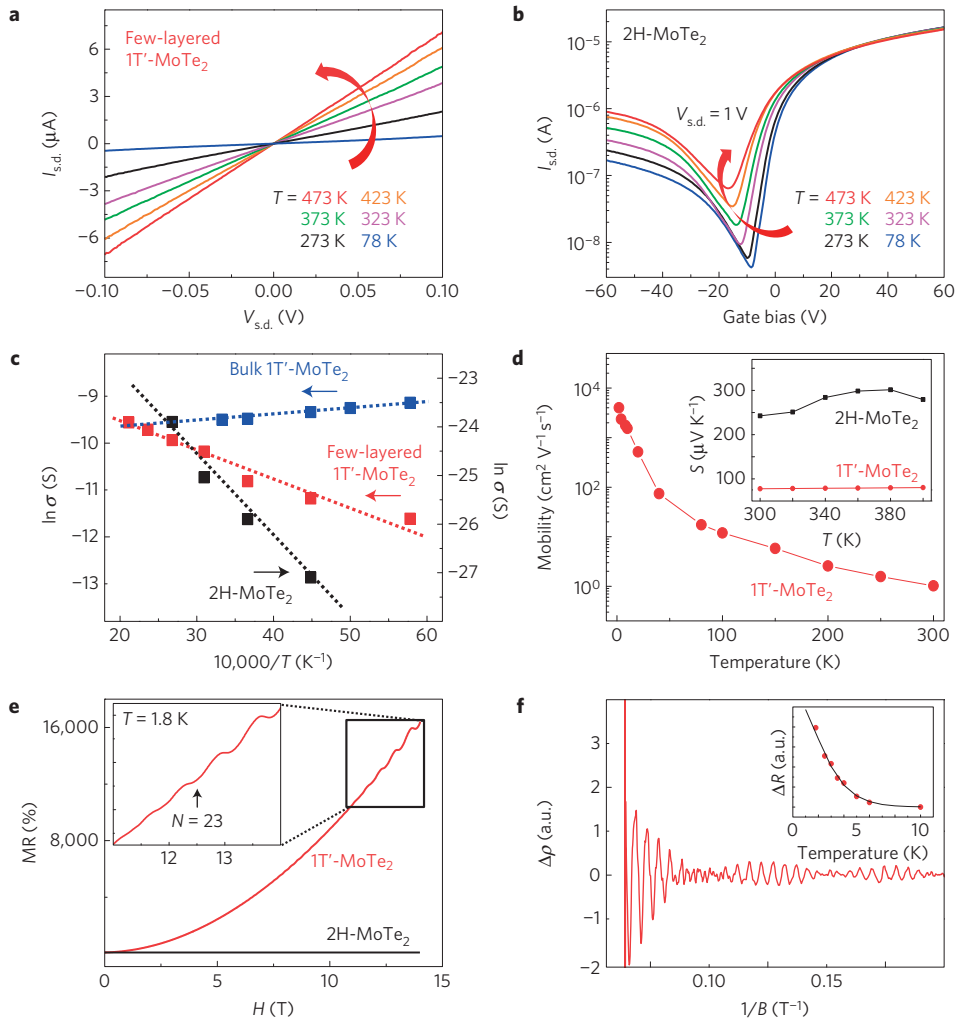 a
Few-layered
1T′-MoTe2
6
3
0
−3
−6
I s.d. (μA)
T = 473 K 423 K
373 K 323 K
273 K 78 K
−0.10 −0.05 0.00 0.05 0.10
V s.d. (V)
b
2H-MoTe2
10−5
10−6
10−7
10−8
I s.d. (A)
V s.d. = 1 V
T = 473 K 423 K
373 K 323 K
273 K 78 K
−60 −40 −20 0 20 40 60
Gate bias (V)
c
Bulk 1T′-MoTe2
−9
−10
−11
−12
−13
ln σ (S)
−23
−24
−25
−26
−27
ln σ (S)
Few-layered
1T′-MoTe2
2H-MoTe2
20 30 40 50 60
10,000/T (K−1)
d
104
103
102
101
100
Mobility (cm2 V−1 s−1)
300
200
100
S (μV K−1)
2H-MoTe2
1T′-MoTe2
300 340 380
T (K)
1T′-MoTe2
0 100 200 300
Temperature (K)
e
16,000
8,000
MR (%)
T = 1.8 K
N = 23
12 13
1T′-MoTe2
2H-MoTe2
0 5 10 15
H (T)
f
3
2
1
0
−1
−2
Δρ (a.u.)
ΔR (a.u.)
0 5 10
Temperature (K)
0.10 0.15
1/B (T−1)